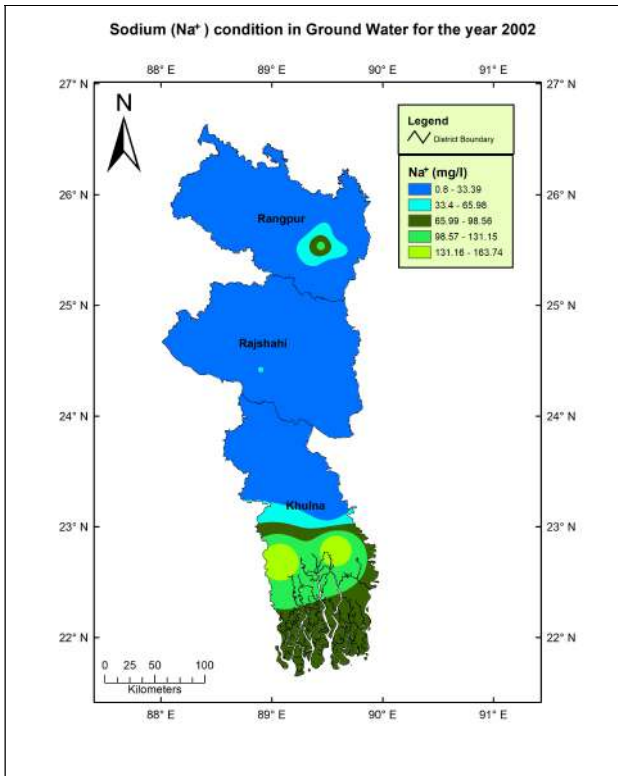 Sodium (Na+) condition in Ground Water for the year 2002
88° E 89° E 90° E 91° E
27° N 27° N
N
Legend
District Boundary
Na+ (mg/l)
0.8 - 33.39
33.4 - 65.98
65.99 - 98.56
98.57 - 131.15
131.16 - 163.74
26° N 26° N
Rangpur
25° N 25° N
Rajshahi
24° N 24° N
Khulna
23° N 23° N
22° N 22° N
0 25 50 100
Kilometers
88° E 89° E 90° E 91° E